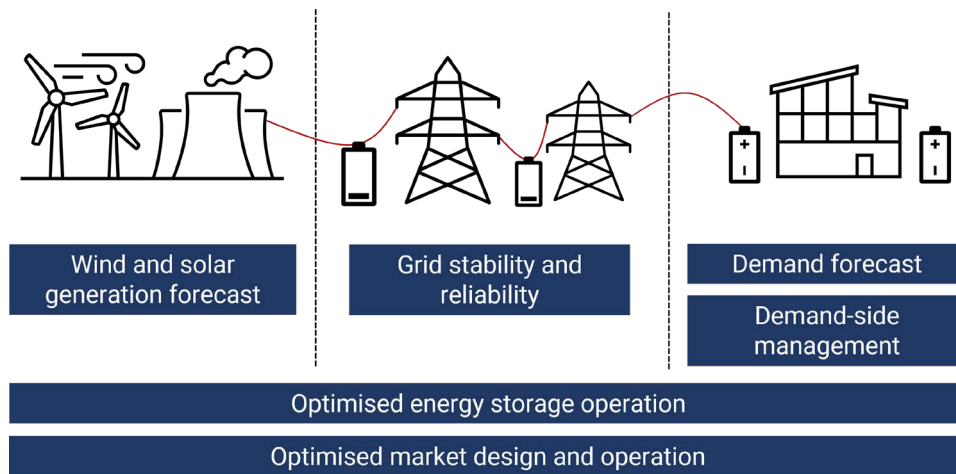 Wind and solar
generation forecast
Grid stability and
reliability
Demand forecast
Demand-side
management
Optimised energy storage operation
Optimised market design and operation